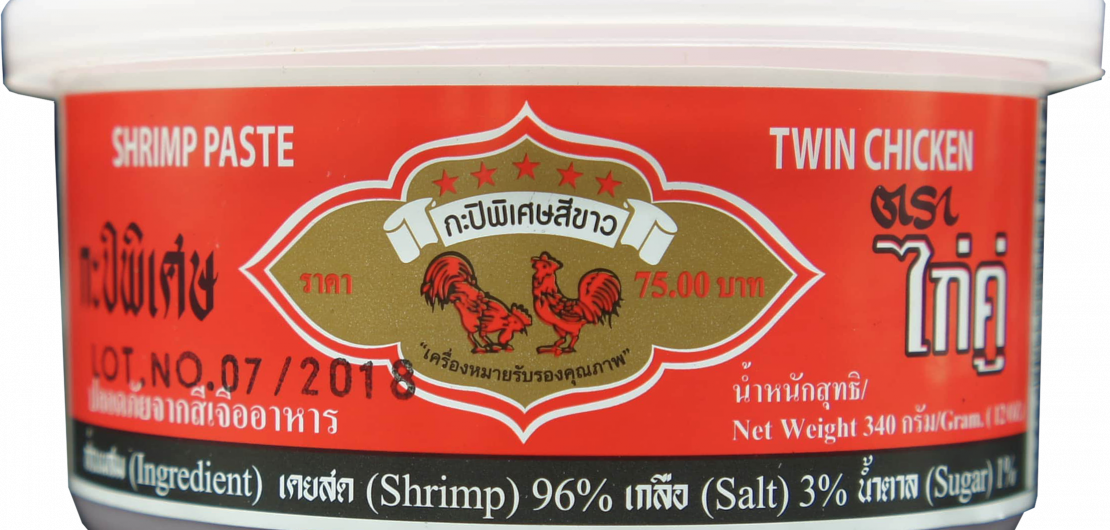 SHRIMP PASTE
TWIN CHICKEN
กะปิพิเศษสีขาว
ตรา
ไก่คู่
กะปิพิเศษ
ราคา
75.00 บาท
"เครื่องหมายรับรองคุณภาพ"
LOT.NO.07/2018
ปลอดภัยจากสีเจืออาหาร
น้ำหนักสุทธิ/
Net Weight 340 กรัม/Gram.
(Ingredient) เคยสด (Shrimp) 96% เกลือ (Salt) 3% น้ำตาล (Sugar) 1%